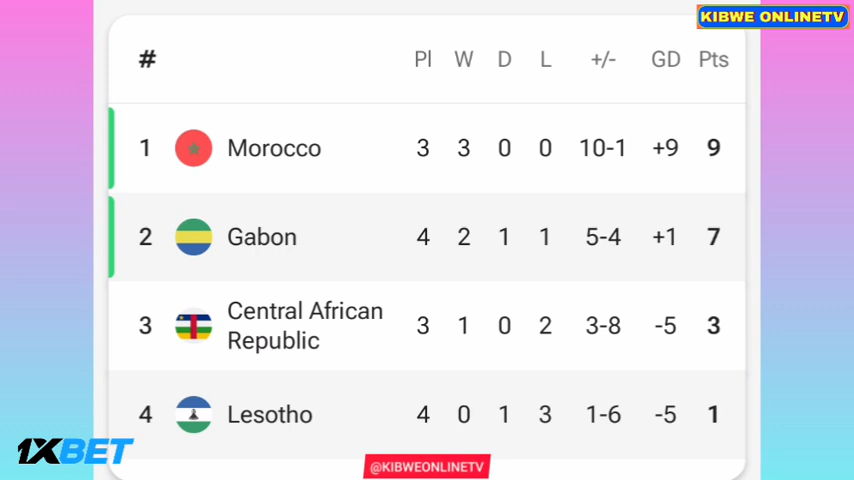 KIBWE ONLINETV
# Pl W D L +/- GD Pts
1 Morocco 3 3 0 0 10-1 +9 9
2 Gabon 4 2 1 1 5-4 +1 7
3 Central African Republic 3 1 0 2 3-8 -5 3
4 Lesotho 4 0 1 3 1-6 -5 1
1XBET
@KIBWEONLINETV